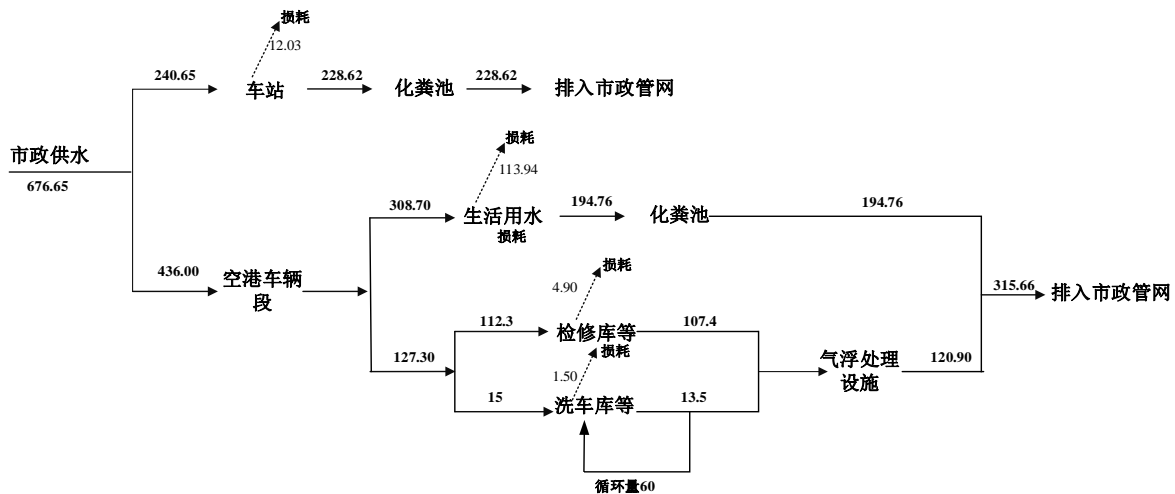 损耗
12.03
240.65
车站
228.62
化粪池
228.62
排入市政管网
市政供水
676.65
损耗
113.94
308.70
生活用水
损耗
194.76
化粪池
194.76
436.00
空港车辆
段
损耗
4.90
112.3
检修库等
107.4
315.66
排入市政管网
127.30
损耗
1.50
15
洗车库等
13.5
气浮处理
设施
120.90
循环量60